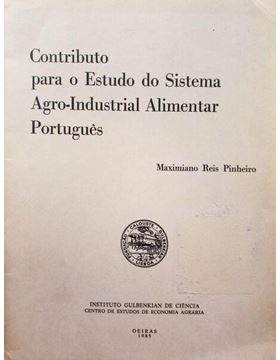 Contributo
para o Estudo do Sistema
Agro-Industrial Alimentar
Português
Maximiano Reis Pinheiro
INSTITUTO GULBENKIAN DE CIÊNCIA
CENTRO DE ESTUDOS DE ECONOMIA AGRÁRIA
OEIRAS
1985